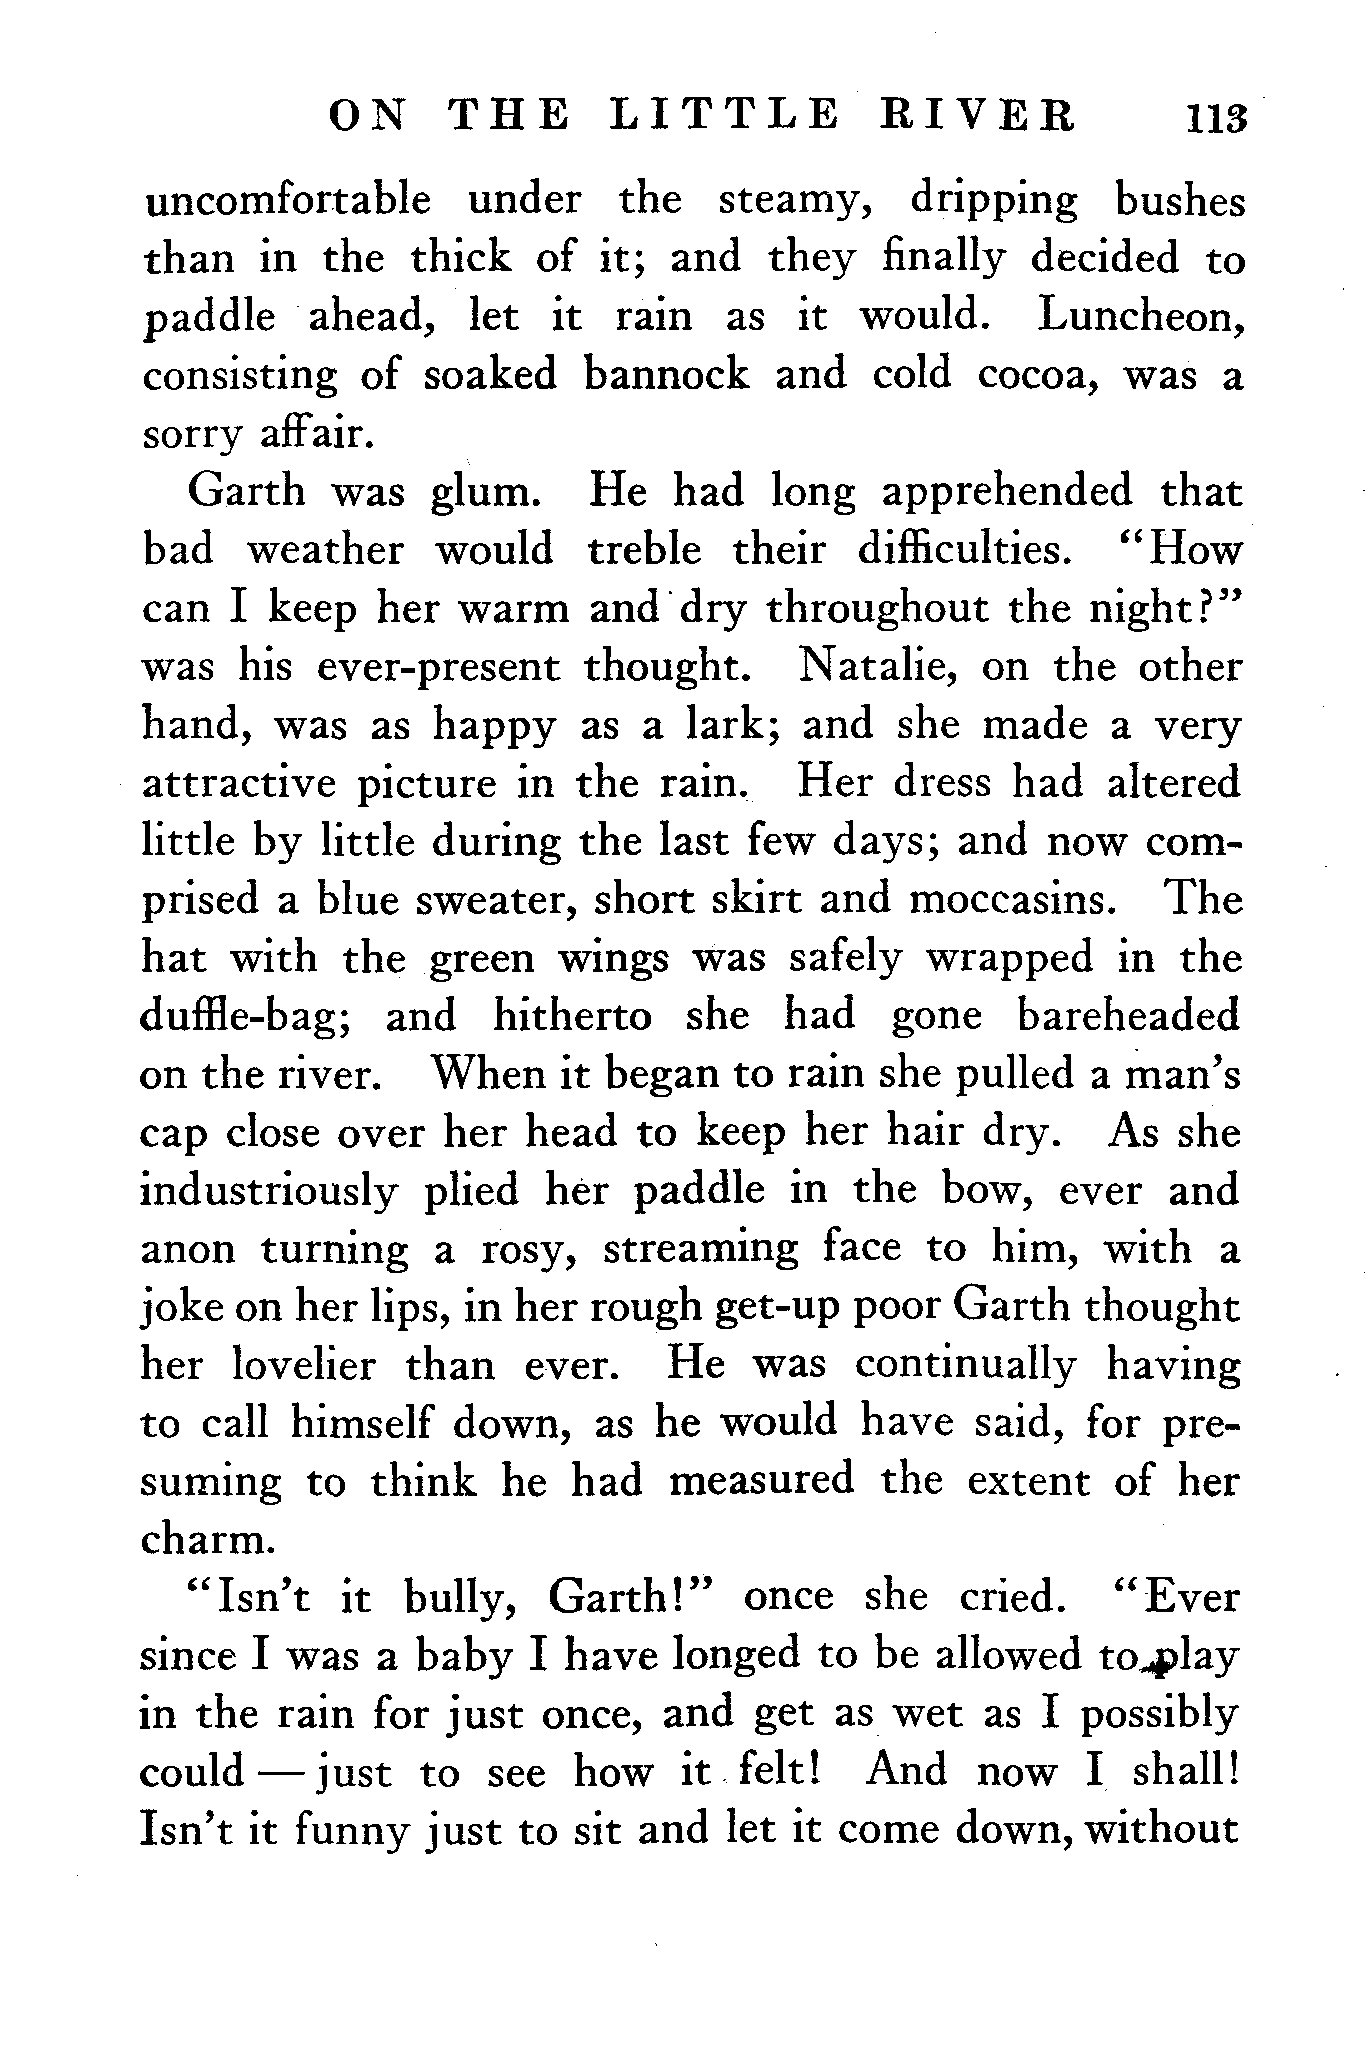 ON THE LITTLE RIVER 113
uncomfortable under the steamy, dripping bushes
than in the thick of it; and they finally decided to
paddle ahead, let it rain as it would. Luncheon,
consisting of soaked bannock and cold cocoa, was a
sorry affair.
Garth was glum. He had long apprehended that
bad weather would treble their difficulties. “How
can I keep her warm and dry throughout the night?”
was his ever-present thought. Natalie, on the other
hand, was as happy as a lark; and she made a very
attractive picture in the rain. Her dress had altered
little by little during the last few days; and now com-
prised a blue sweater, short skirt and moccasins. The
hat with the green wings was safely wrapped in the
duffle-bag; and hitherto she had gone bareheaded
on the river. When it began to rain she pulled a man’s
cap close over her head to keep her hair dry. As she
industriously plied her paddle in the bow, ever and
anon turning a rosy, streaming face to him, with a
joke on her lips, in her rough get-up poor Garth thought
her lovelier than ever. He was continually having
to call himself down, as he would have said, for pre-
suming to think he had measured the extent of her
charm.
“Isn’t it bully, Garth!” once she cried. “Ever
since I was a baby I have longed to be allowed to play
in the rain for just once, and get as wet as I possibly
could — just to see how it felt! And now I shall!
Isn’t it funny just to sit and let it come down, without